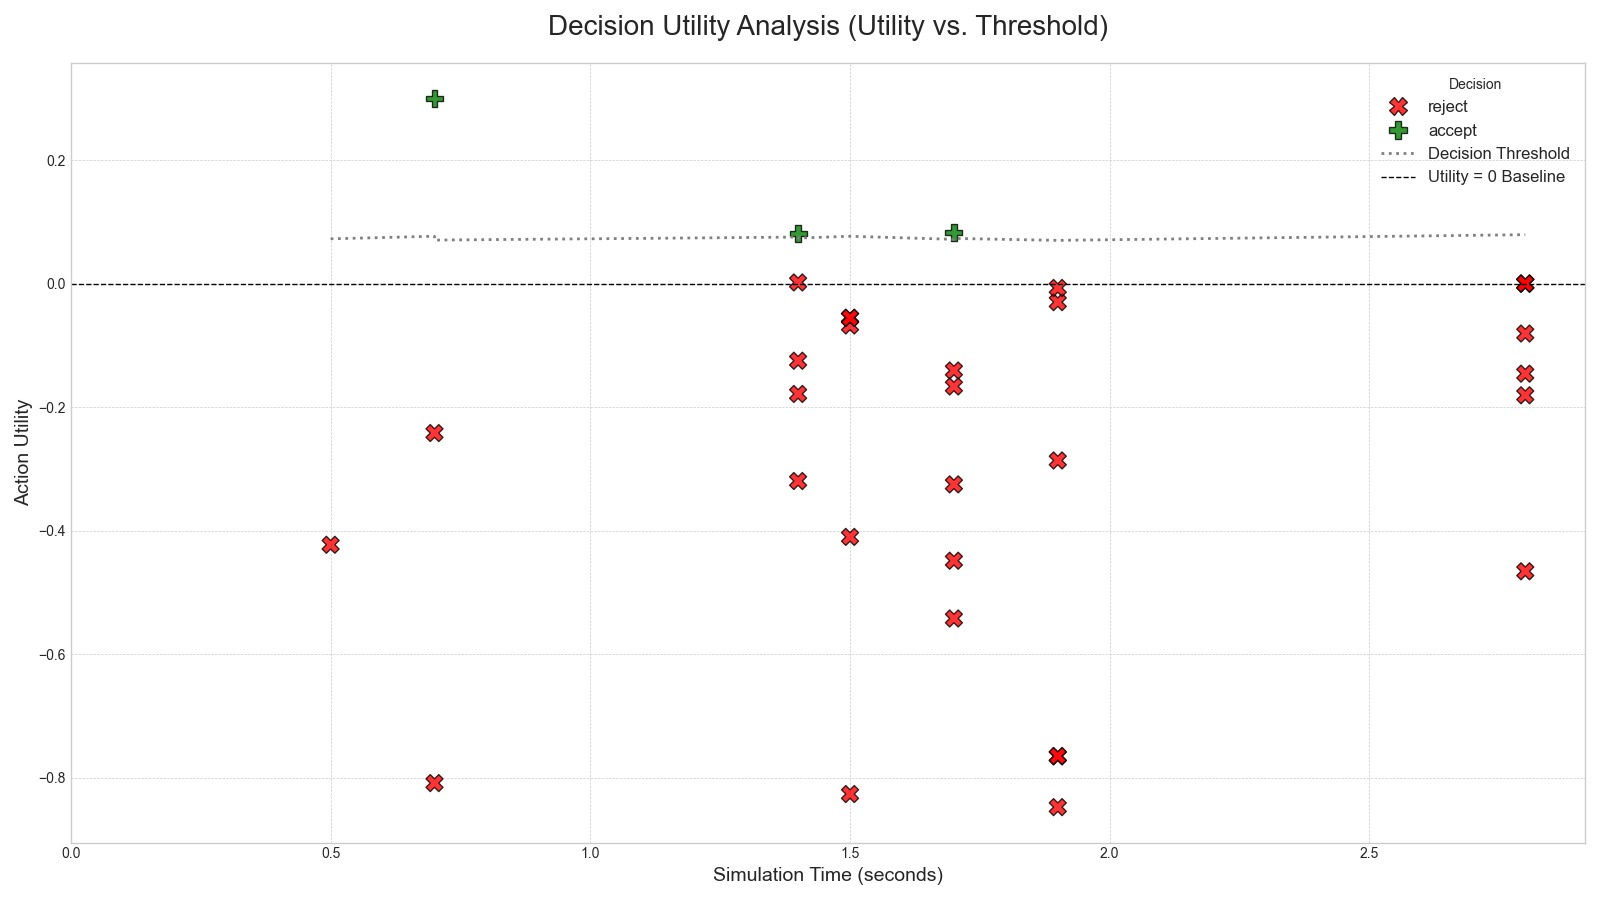 Decision Utility Analysis (Utility vs. Threshold)
Decision
reject
accept
Decision Threshold
Utility = 0 Baseline
Action Utility
0.2
0.0
−0.2
−0.4
−0.6
−0.8
0.0
0.5
1.0
1.5
2.0
2.5
Simulation Time (seconds)